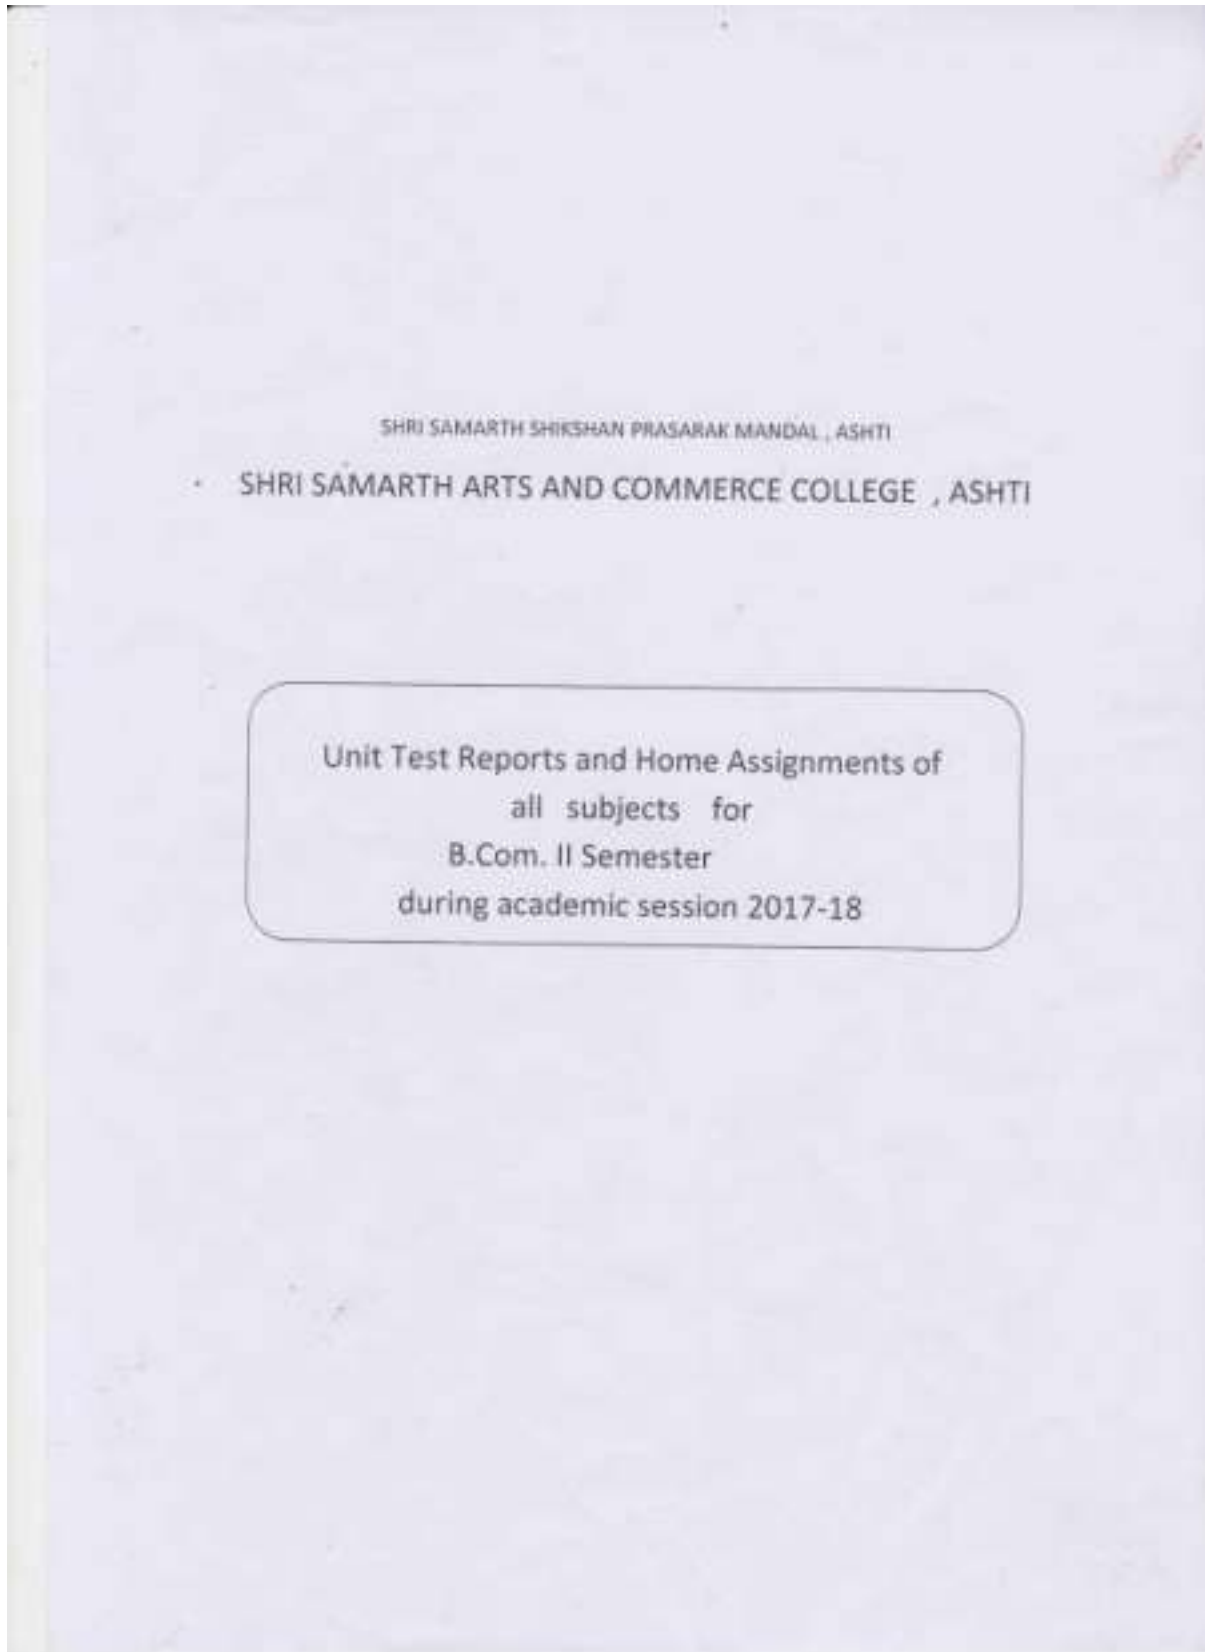 SHRI SAMARTH SHIKSHAN PRASARAK MANDAL , ASHTI
SHRI SAMARTH ARTS AND COMMERCE COLLEGE , ASHTI
Unit Test Reports and Home Assignments of
all subjects for
B.Com. II Semester
during academic session 2017-18